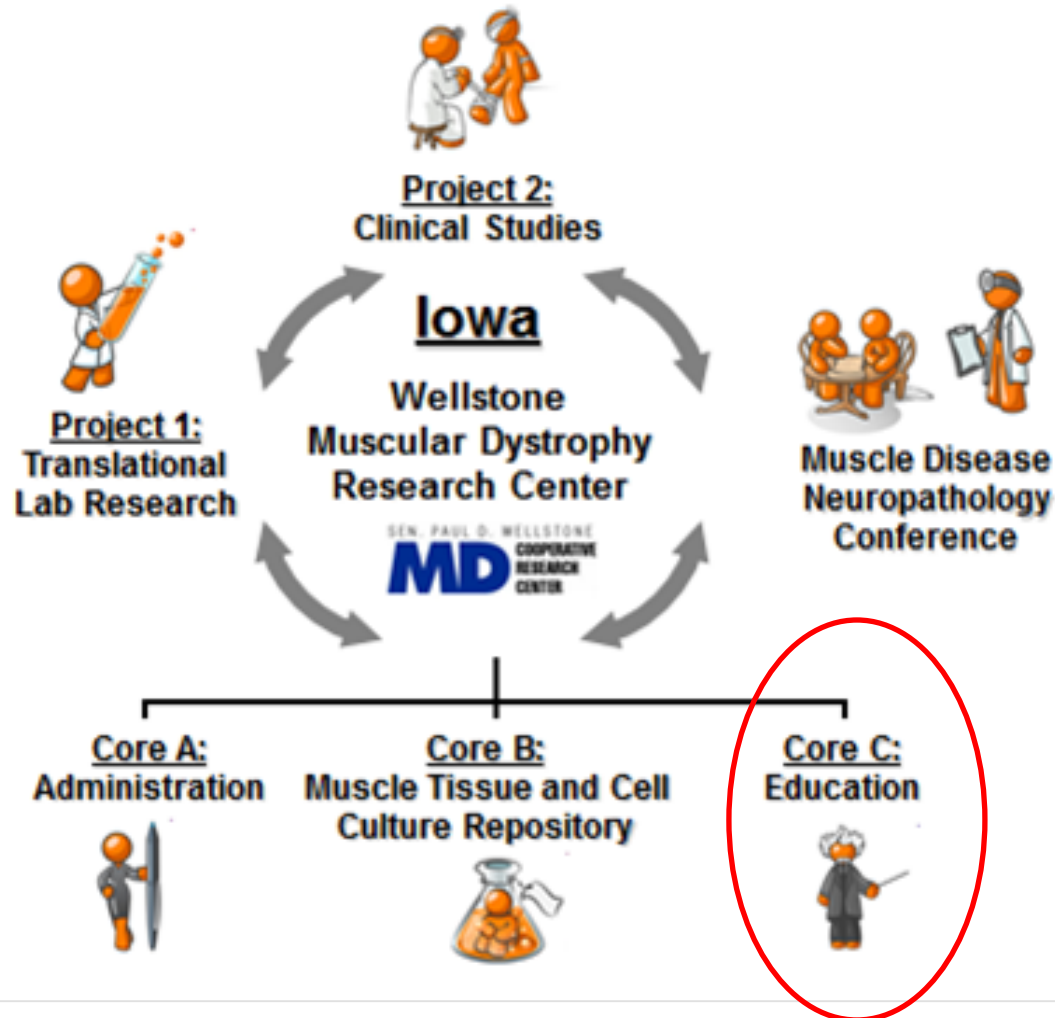 Project 2:
Clinical Studies
Iowa
Wellstone
Muscular Dystrophy
Research Center
SEN. PAUL D. WELLSTONE
MD
COOPERATIVE
RESEARCH
CENTER
Project 1:
Translational
Lab Research
Muscle Disease
Neuropathology
Conference
Core A:
Administration
Core B:
Muscle Tissue and Cell
Culture Repository
Core C:
Education